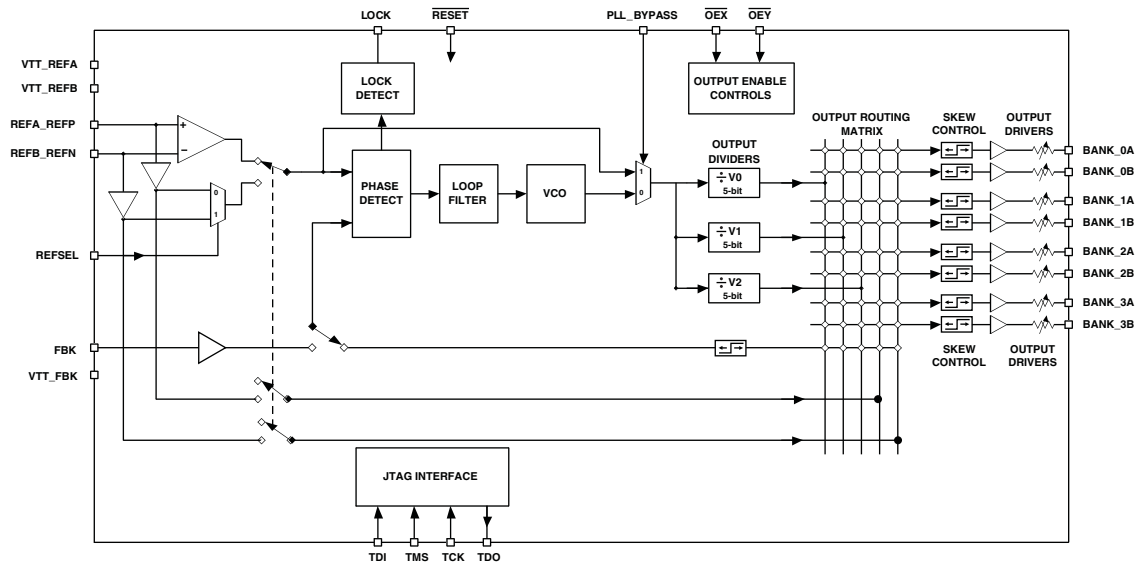 LOCK
RESET
PLL_BYPASS
OEX
OEY
VTT_REFA
VTT_REFB
REFA_REFP
REFB_REFN
REFSEL
FBK
VTT_FBK
+
–
0
1
LOCK
DETECT
PHASE
DETECT
LOOP
FILTER
VCO
1
0
OUTPUT ENABLE
CONTROLS
OUTPUT
DIVIDERS
÷ V0
5-bit
÷ V1
5-bit
÷ V2
5-bit
OUTPUT ROUTING
MATRIX
SKEW
CONTROL
OUTPUT
DRIVERS
BANK_0A
BANK_0B
BANK_1A
BANK_1B
BANK_2A
BANK_2B
BANK_3A
BANK_3B
SKEW
CONTROL
OUTPUT
DRIVERS
JTAG INTERFACE
TDI
TMS
TCK
TDO